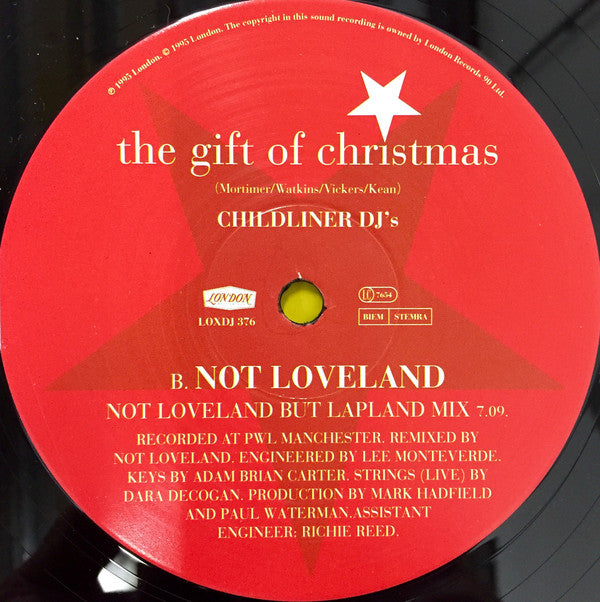 ℗ 1995 London. © 1995 London. The copyright in this sound recording is owned by London Records 90 Ltd.
the gift of christmas
(Mortimer/Watkins/Vickers/Kean)
CHILDLINER DJ's
LONDON
LOXDJ 376
LC 7654
BIEM STEMRA
B. NOT LOVELAND
NOT LOVELAND BUT LAPLAND MIX 7.09.
RECORDED AT PWL MANCHESTER. REMIXED BY
NOT LOVELAND. ENGINEERED BY LEE MONTEVERDE.
KEYS BY ADAM BRIAN CARTER. STRINGS (LIVE) BY
DARA DECOGAN. PRODUCTION BY MARK HADFIELD
AND PAUL WATERMAN.ASSISTANT
ENGINEER: RICHIE REED.